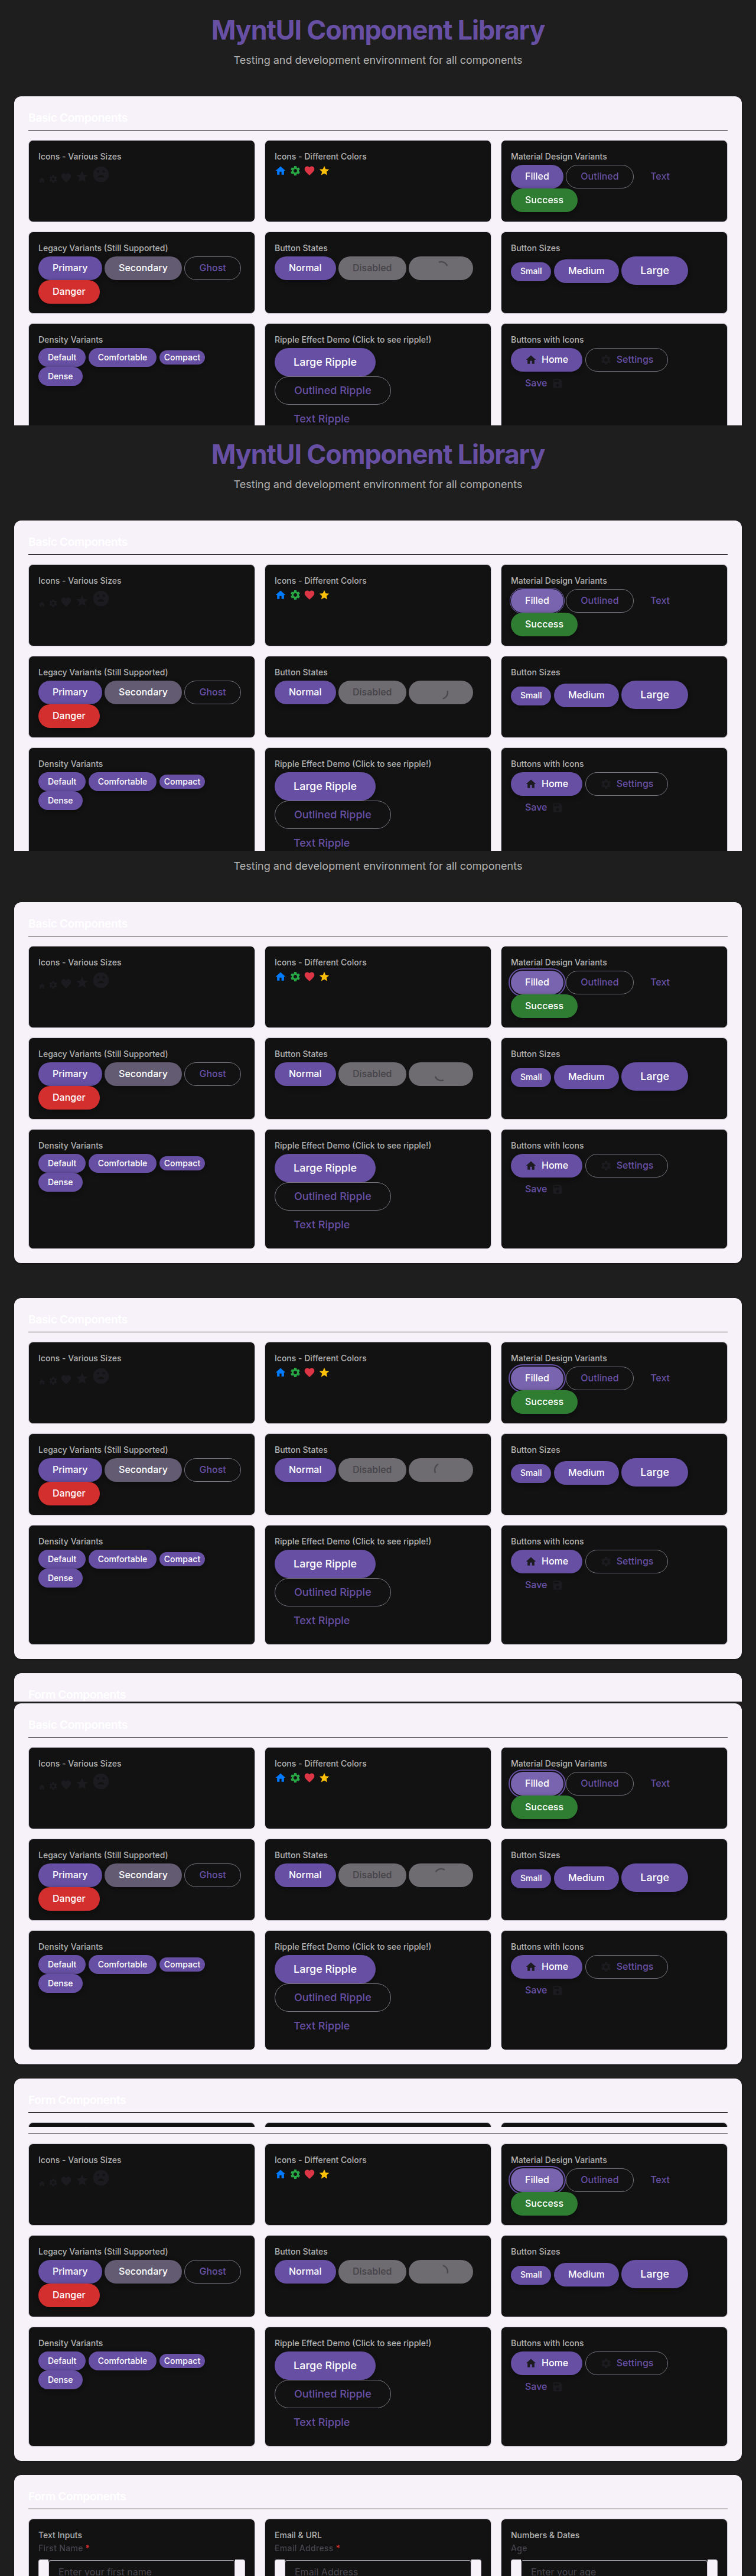 MyntUI Component Library
Testing and development environment for all components
Basic Components
Icons - Various Sizes
Icons - Different Colors
Material Design Variants
Filled
Outlined
Text
Success
Legacy Variants (Still Supported)
Primary
Secondary
Ghost
Danger
Button States
Normal
Disabled
Button Sizes
Small
Medium
Large
Density Variants
Default
Comfortable
Compact
Dense
Ripple Effect Demo (Click to see ripple!)
Large Ripple
Outlined Ripple
Text Ripple
Buttons with Icons
Home
Settings
Save
MyntUI Component Library
Testing and development environment for all components
Basic Components
Icons - Various Sizes
Icons - Different Colors
Material Design Variants
Filled
Outlined
Text
Success
Legacy Variants (Still Supported)
Primary
Secondary
Ghost
Danger
Button States
Normal
Disabled
Button Sizes
Small
Medium
Large
Density Variants
Default
Comfortable
Compact
Dense
Ripple Effect Demo (Click to see ripple!)
Large Ripple
Outlined Ripple
Text Ripple
Buttons with Icons
Home
Settings
Save
Testing and development environment for all components
Basic Components
Icons - Various Sizes
Icons - Different Colors
Material Design Variants
Filled
Outlined
Text
Success
Legacy Variants (Still Supported)
Primary
Secondary
Ghost
Danger
Button States
Normal
Disabled
Button Sizes
Small
Medium
Large
Density Variants
Default
Comfortable
Compact
Dense
Ripple Effect Demo (Click to see ripple!)
Large Ripple
Outlined Ripple
Text Ripple
Buttons with Icons
Home
Settings
Save
Basic Components
Icons - Various Sizes
Icons - Different Colors
Material Design Variants
Filled
Outlined
Text
Success
Legacy Variants (Still Supported)
Primary
Secondary
Ghost
Danger
Button States
Normal
Disabled
Button Sizes
Small
Medium
Large
Density Variants
Default
Comfortable
Compact
Dense
Ripple Effect Demo (Click to see ripple!)
Large Ripple
Outlined Ripple
Text Ripple
Buttons with Icons
Home
Settings
Save
Form Components
Basic Components
Icons - Various Sizes
Icons - Different Colors
Material Design Variants
Filled
Outlined
Text
Success
Legacy Variants (Still Supported)
Primary
Secondary
Ghost
Danger
Button States
Normal
Disabled
Button Sizes
Small
Medium
Large
Density Variants
Default
Comfortable
Compact
Dense
Ripple Effect Demo (Click to see ripple!)
Large Ripple
Outlined Ripple
Text Ripple
Buttons with Icons
Home
Settings
Save
Form Components
Icons - Various Sizes
Icons - Different Colors
Material Design Variants
Filled
Outlined
Text
Success
Legacy Variants (Still Supported)
Primary
Secondary
Ghost
Danger
Button States
Normal
Disabled
Button Sizes
Small
Medium
Large
Density Variants
Default
Comfortable
Compact
Dense
Ripple Effect Demo (Click to see ripple!)
Large Ripple
Outlined Ripple
Text Ripple
Buttons with Icons
Home
Settings
Save
Form Components
Text Inputs
First Name *
Enter your first name
Email & URL
Email Address *
Email Address
Numbers & Dates
Age
Enter your age